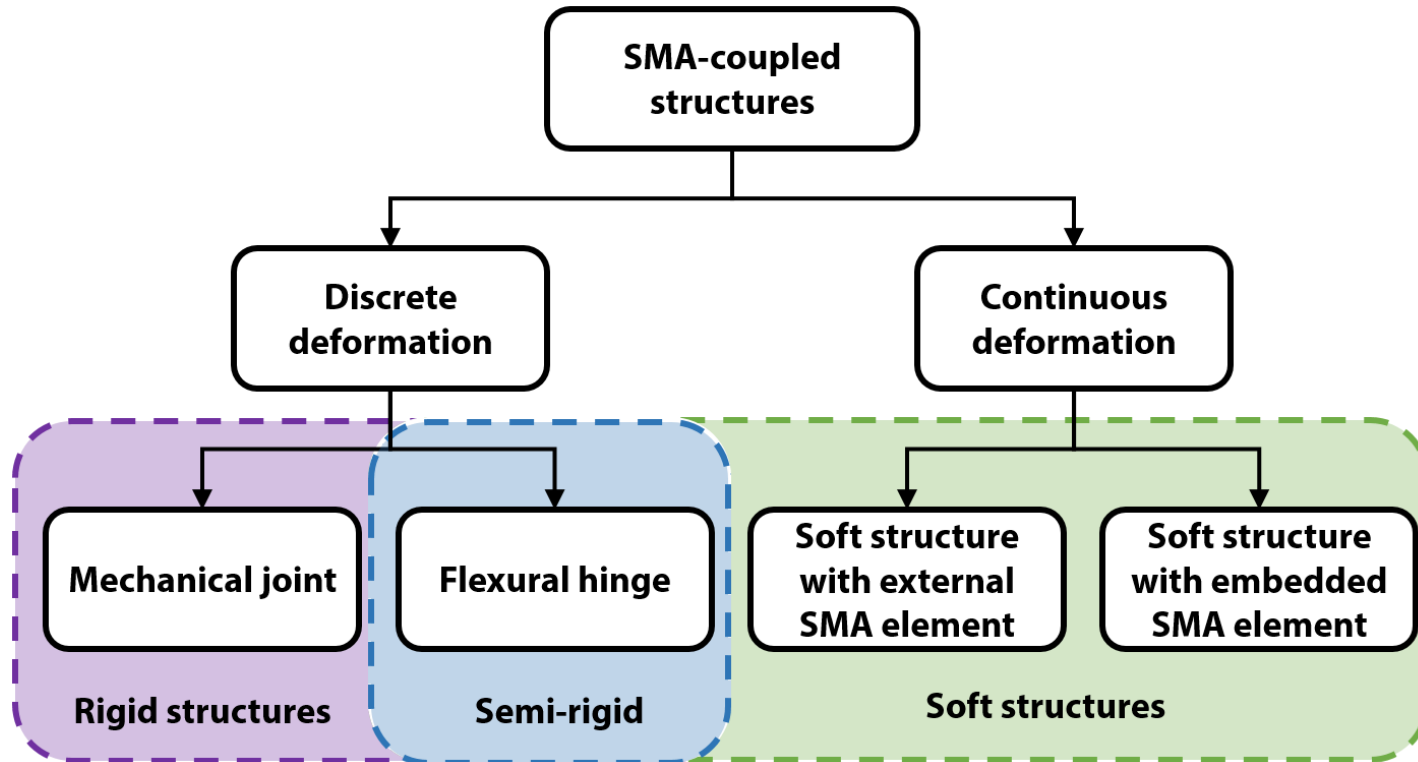 SMA-coupled
structures
Discrete
deformation
Continuous
deformation
Mechanical joint
Flexural hinge
Soft structure
with external
SMA element
Soft structure
with embedded
SMA element
Rigid structures
Semi-rigid
Soft structures